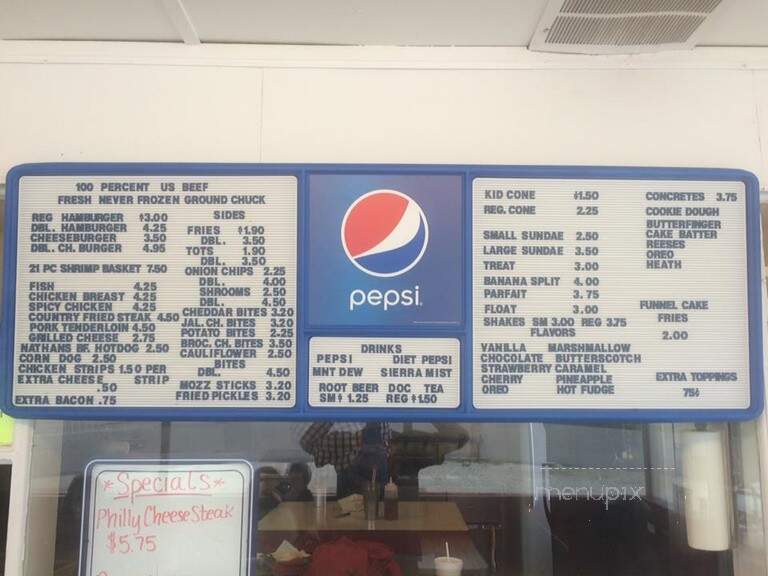 100 PERCENT US BEEF
FRESH NEVER FROZEN GROUND CHUCK
REG HAMBURGER $3.00
DBL. HAMBURGER 4.25
CHEESEBURGER 3.50
DBL. CH. BURGER 4.95
21 PC SHRIMP BASKET 7.50
FISH 4.25
CHICKEN BREAST 4.25
SPICY CHICKEN 4.25
COUNTRY FRIED STEAK 4.50
PORK TENDERLOIN 4.50
GRILLED CHEESE 2.75
NATHANS BF. HOTDOG 2.50
CORN DOG 2.50
CHICKEN STRIPS 1.50 PER
EXTRA CHEESE STRIP
.50
EXTRA BACON .75
SIDES
FRIES $1.90
DBL. 3.50
TOTS 1.90
DBL. 3.50
ONION CHIPS 2.25
DBL. 4.00
SHROOMS 2.50
DBL. 4.50
CHEDDAR BITES 3.20
JAL. CH. BITES 3.20
POTATO BITES 2.25
BROC. CH. BITES 3.50
CAULIFLOWER 2.50
BITES
DBL. 4.50
MOZZ STICKS 3.20
FRIED PICKLES 3.20
pepsi
DRINKS
PEPSI DIET PEPSI
MNT DEW SIERRA MIST
ROOT BEER DOC TEA
SM $ 1.25 REG $1.50
KID CONE $1.50
REG. CONE 2.25
SMALL SUNDAE 2.50
LARGE SUNDAE 3.50
TREAT 3.00
BANANA SPLIT 4.00
PARFAIT 3.75
FLOAT 3.00
SHAKES SM 3.00 REG 3.75
FLAVORS
VANILLA MARSHMALLOW
CHOCOLATE BUTTERSCOTCH
STRAWBERRY CARAMEL
CHERRY PINEAPPLE
OREO HOT FUDGE
CONCRETES 3.75
COOKIE DOUGH
BUTTERFINGER
CAKE BATTER
REESES
OREO
HEATH
FUNNEL CAKE
FRIES
2.00
EXTRA TOPPINGS
75¢
*Specials*
Philly Cheese Steak
$5.75
menupix